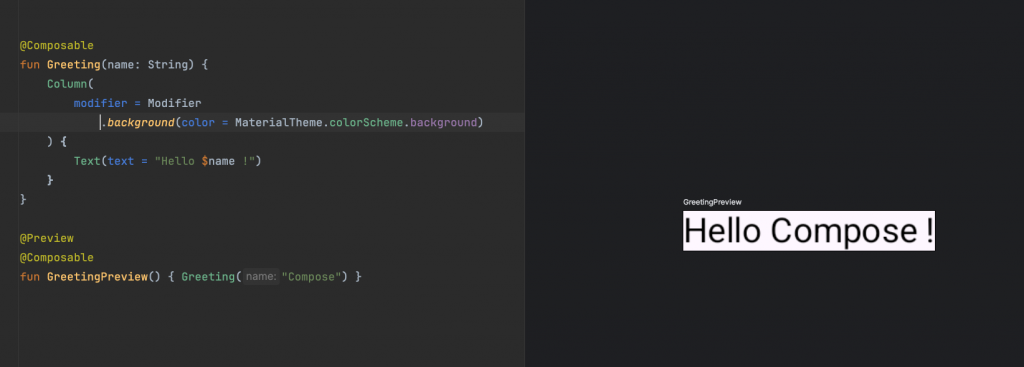 @Composable
fun Greeting(name: String) {
    Column(
        modifier = Modifier
            .background(color = MaterialTheme.colorScheme.background)
    ) {
        Text(text = "Hello $name !")
    }
}
@Preview
@Composable
fun GreetingPreview() { Greeting( name: "Compose") }
GreetingPreview
Hello Compose !